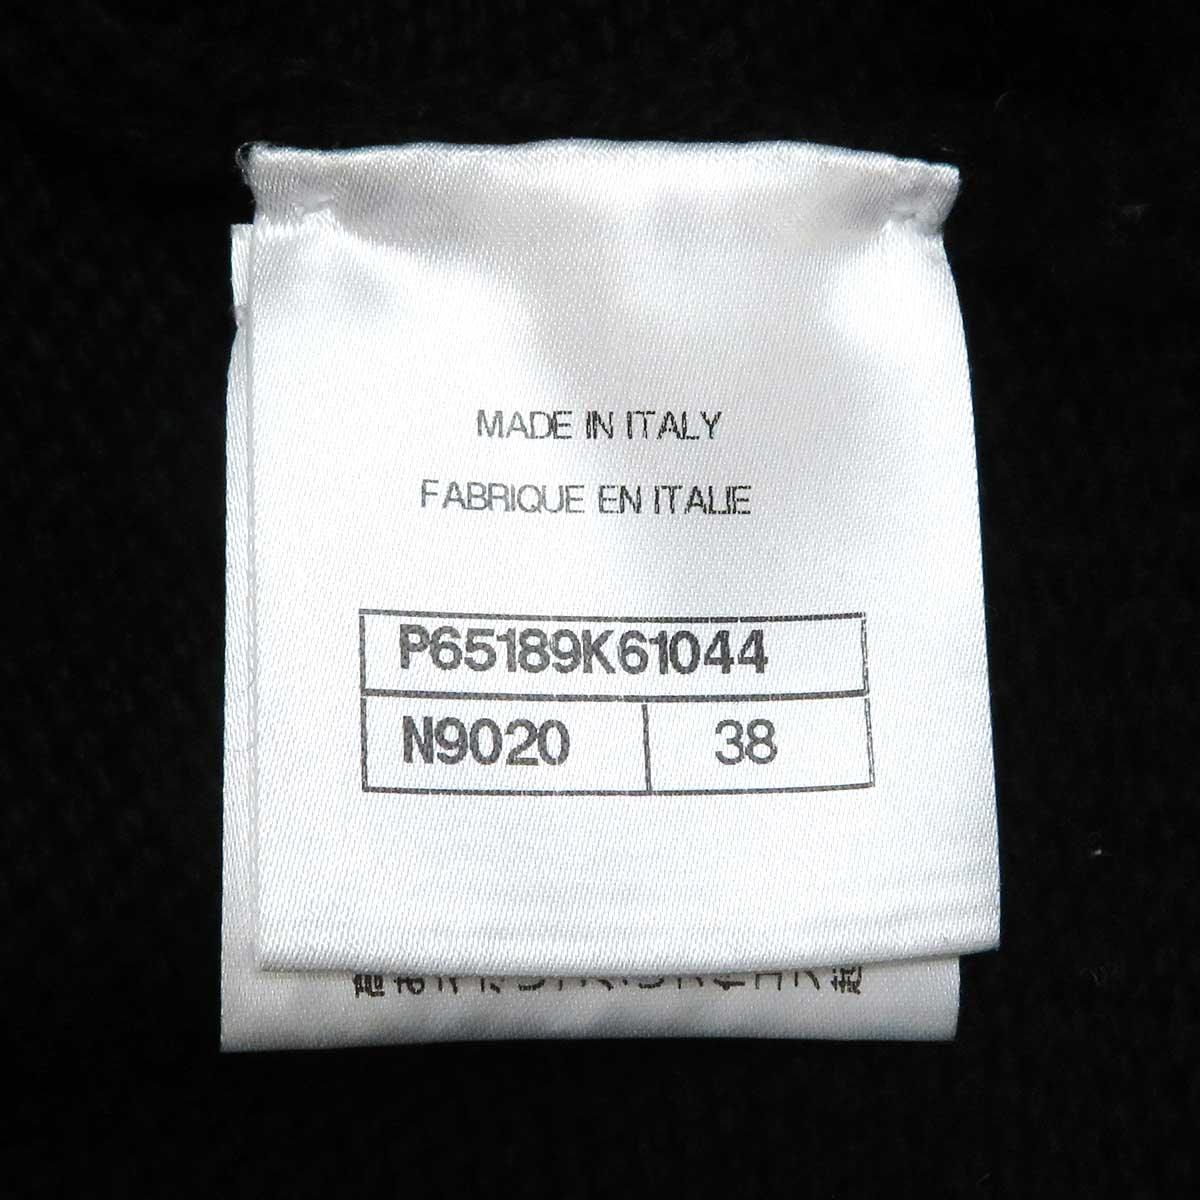 MADE IN ITALY
FABRIQUE EN ITALIE
P65189K61044
N9020 38